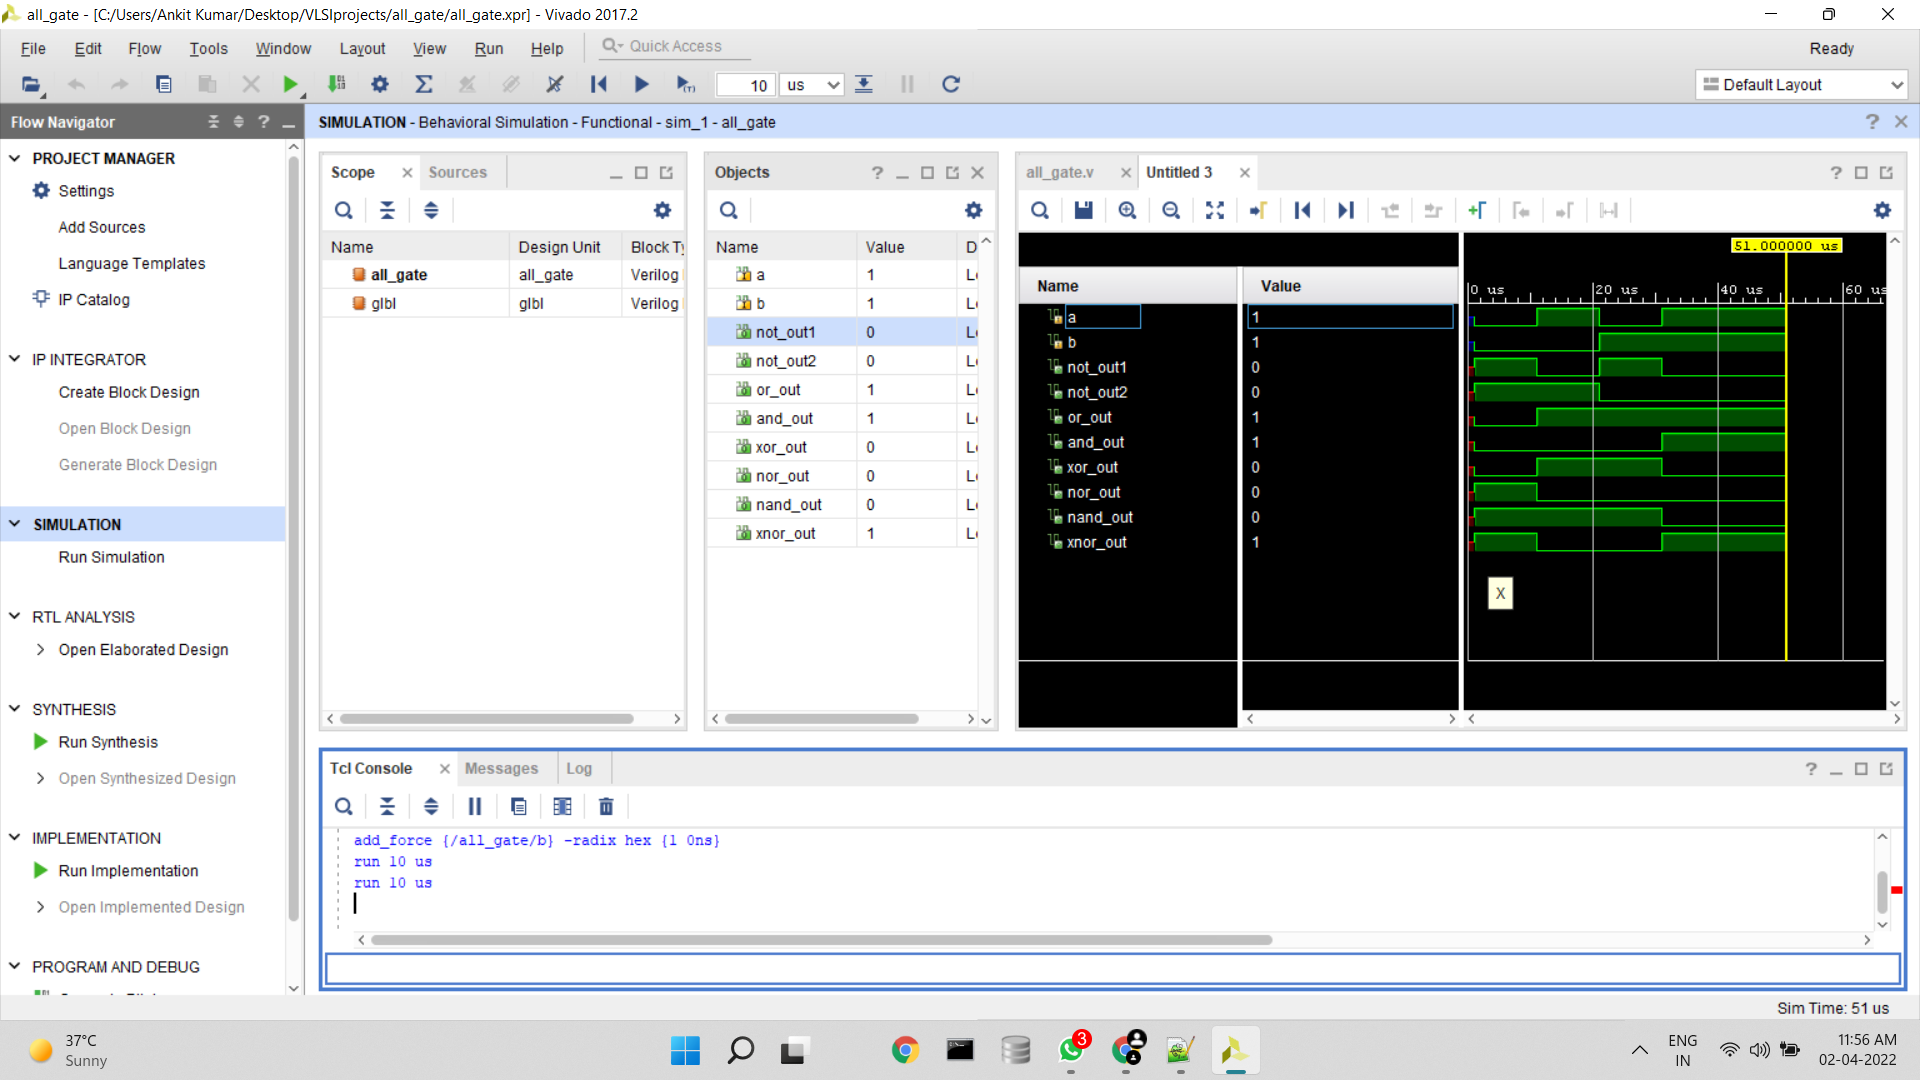 all_gate - [C:/Users/Ankit Kumar/Desktop/VLSIprojects/all_gate/all_gate.xpr] - Vivado 2017.2
File Edit Flow Tools Window Layout View Run Help Quick Access Ready
10 us Default Layout
Flow Navigator
SIMULATION - Behavioral Simulation - Functional - sim_1 - all_gate
PROJECT MANAGER
Settings
Add Sources
Language Templates
IP Catalog
IP INTEGRATOR
Create Block Design
Open Block Design
Generate Block Design
SIMULATION
Run Simulation
RTL ANALYSIS
Open Elaborated Design
SYNTHESIS
Run Synthesis
Open Synthesized Design
IMPLEMENTATION
Run Implementation
Open Implemented Design
PROGRAM AND DEBUG
Scope Sources
Name Design Unit Block Ty
all_gate all_gate Verilog
glbl glbl Verilog
Objects
Name Value D
a 1 L
b 1 L
not_out1 0 L
not_out2 0 L
or_out 1 L
and_out 1 L
xor_out 0 L
nor_out 0 L
nand_out 0 L
xnor_out 1 L
all_gate.v Untitled 3
51.000000 us
Name Value
0 us 20 us 40 us 60 us
a 1
b 1
not_out1 0
not_out2 0
or_out 1
and_out 1
xor_out 0
nor_out 0
nand_out 0
xnor_out 1
X
Tcl Console Messages Log
add_force {/all_gate/b} -radix hex {1 0ns}
run 10 us
run 10 us
Sim Time: 51 us
37°C
Sunny
3
ENG
IN
11:56 AM
02-04-2022